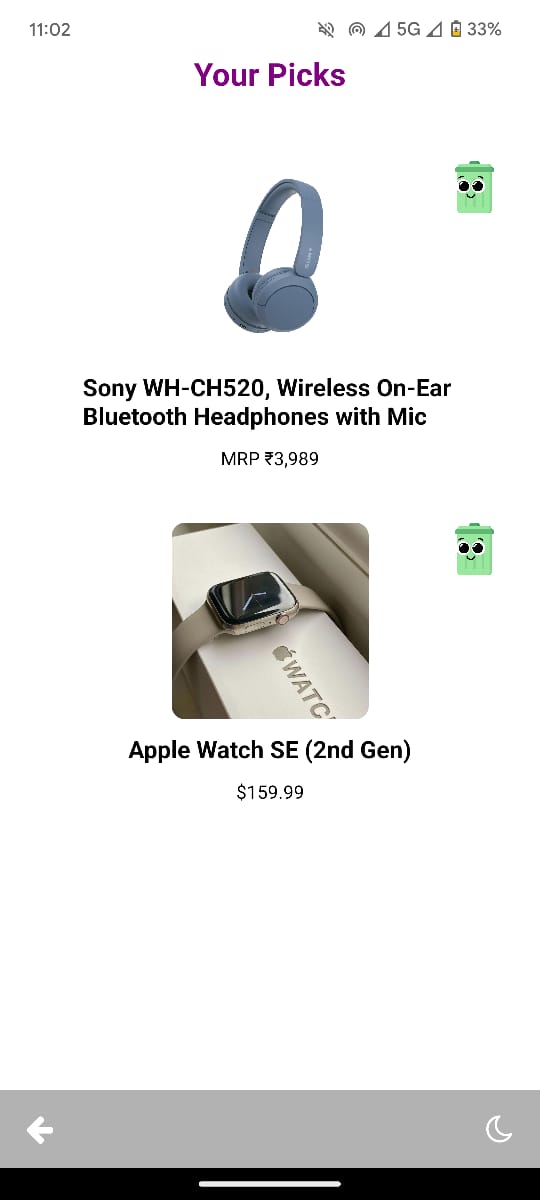 11:02
5G 33%
Your Picks
SONY
Sony WH-CH520, Wireless On-Ear
Bluetooth Headphones with Mic
MRP ₹3,989
WATCH
Apple Watch SE (2nd Gen)
$159.99